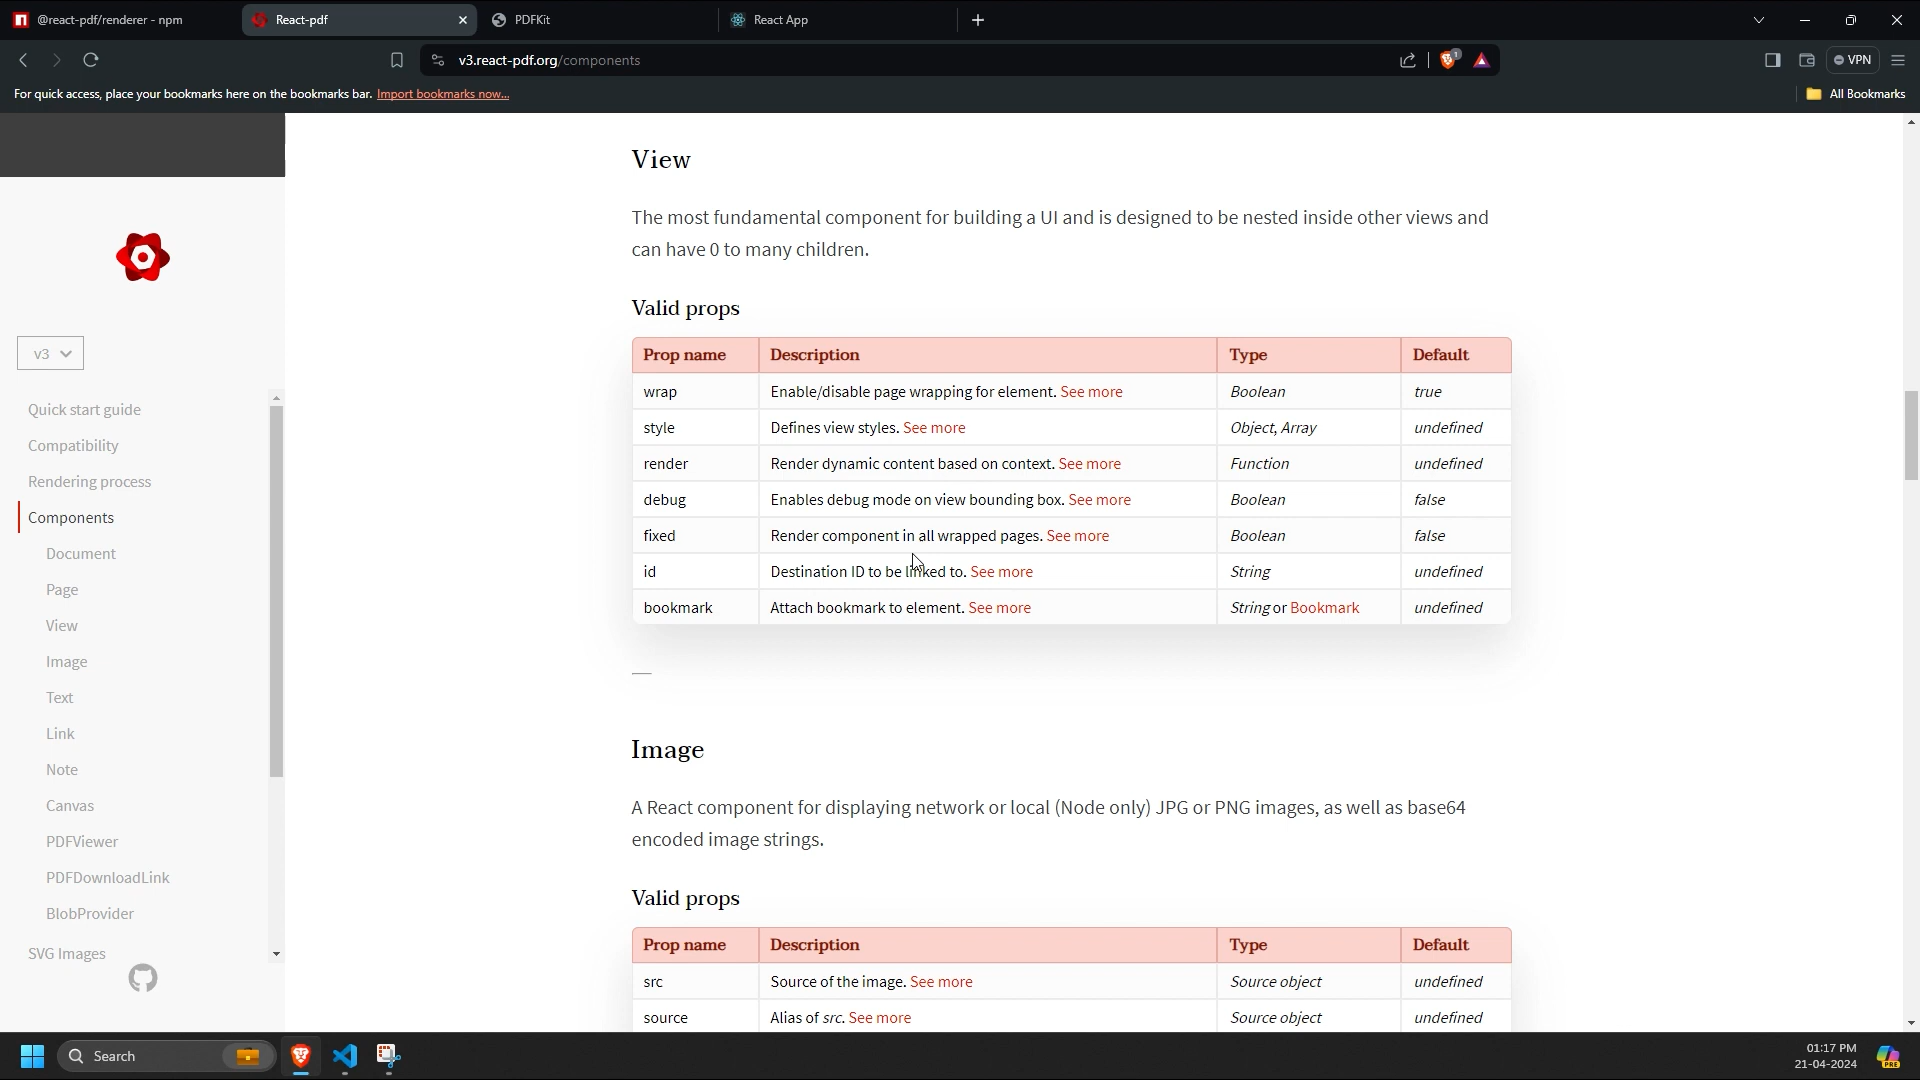 @react-pdf/renderer - npm
React-pdf
PDFKit
React App
v3.react-pdf.org/components
1
VPN
For quick access, place your bookmarks here on the bookmarks bar. Import bookmarks now...
All Bookmarks
v3
Quick start guide
Compatibility
Rendering process
Components
Document
Page
View
Image
Text
Link
Note
Canvas
PDFViewer
PDFDownloadLink
BlobProvider
SVG Images
View
The most fundamental component for building a UI and is designed to be nested inside other views and
can have 0 to many children.
Valid props
Prop name Description Type Default
wrap Enable/disable page wrapping for element. See more Boolean true
style Defines view styles. See more Object, Array undefined
render Render dynamic content based on context. See more Function undefined
debug Enables debug mode on view bounding box. See more Boolean false
fixed Render component in all wrapped pages. See more Boolean false
id Destination ID to be linked to. See more String undefined
bookmark Attach bookmark to element. See more String or Bookmark undefined
Image
A React component for displaying network or local (Node only) JPG or PNG images, as well as base64
encoded image strings.
Valid props
Prop name Description Type Default
src Source of the image. See more Source object undefined
source Alias of src. See more Source object undefined
Search
01:17 PM
21-04-2024
PRE